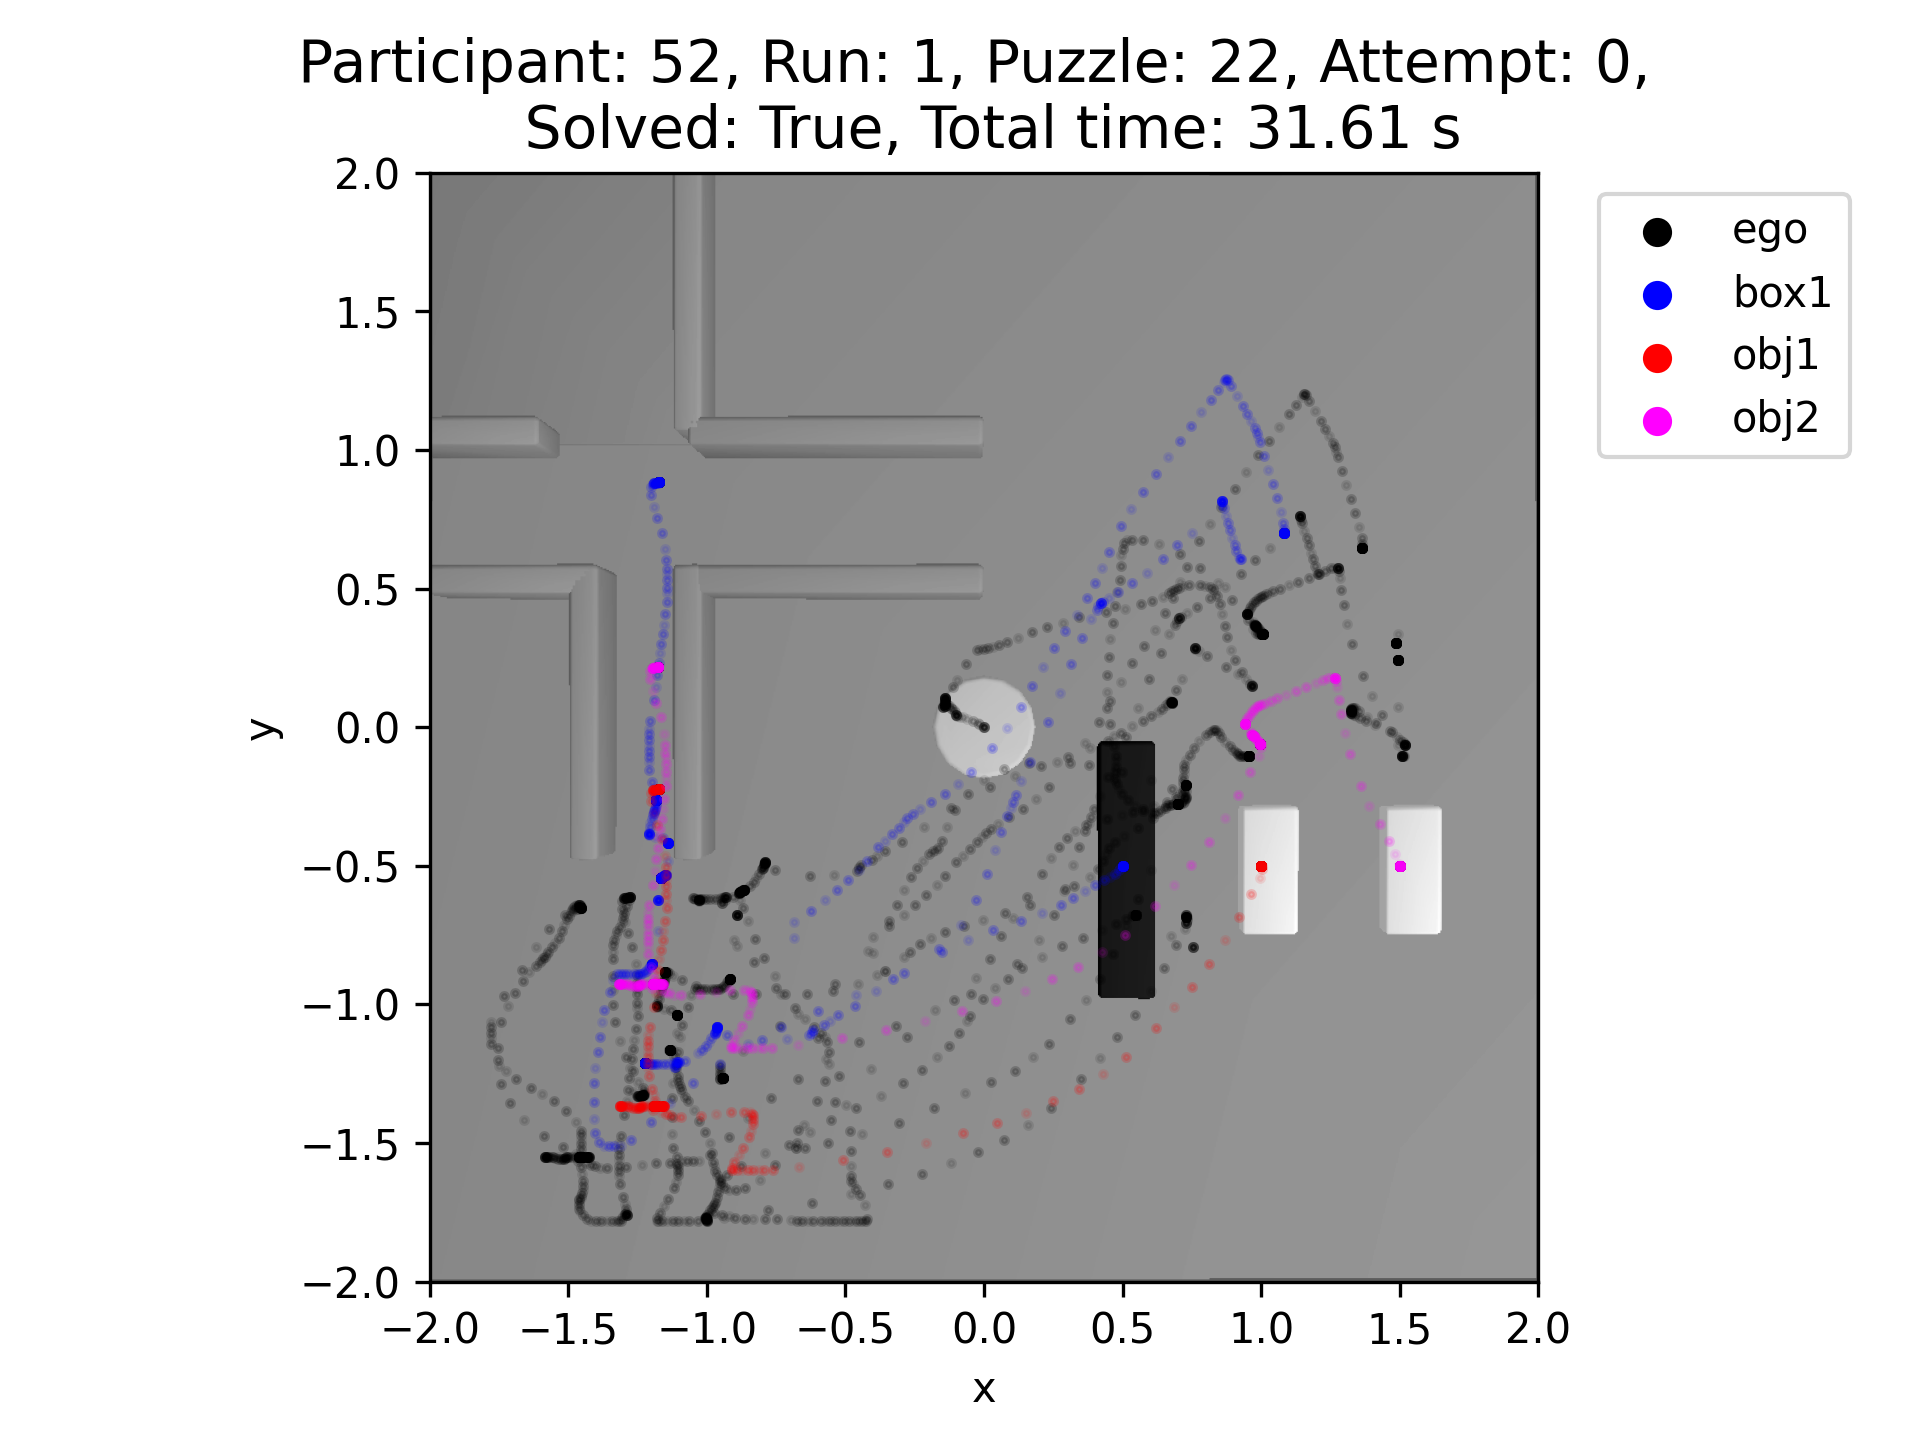 Participant: 52, Run: 1, Puzzle: 22, Attempt: 0,
Solved: True, Total time: 31.61 s
2.0
1.5
1.0
0.5
0.0
−0.5
−1.0
−1.5
−2.0
y
−2.0 −1.5 −1.0 −0.5 0.0 0.5 1.0 1.5 2.0
x
ego
box1
obj1
obj2